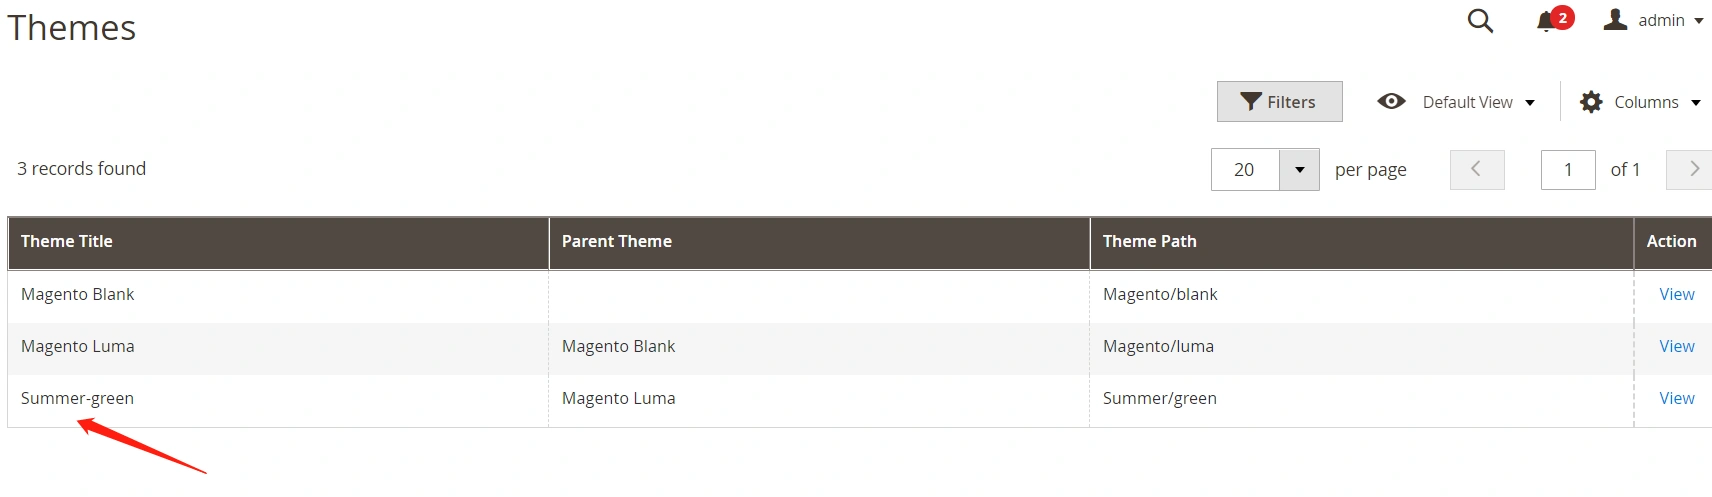 Themes
2
admin
Filters
Default View
Columns
3 records found
20
per page
1
of 1
Theme Title Parent Theme Theme Path Action
Magento Blank Magento/blank View
Magento Luma Magento Blank Magento/luma View
Summer-green Magento Luma Summer/green View